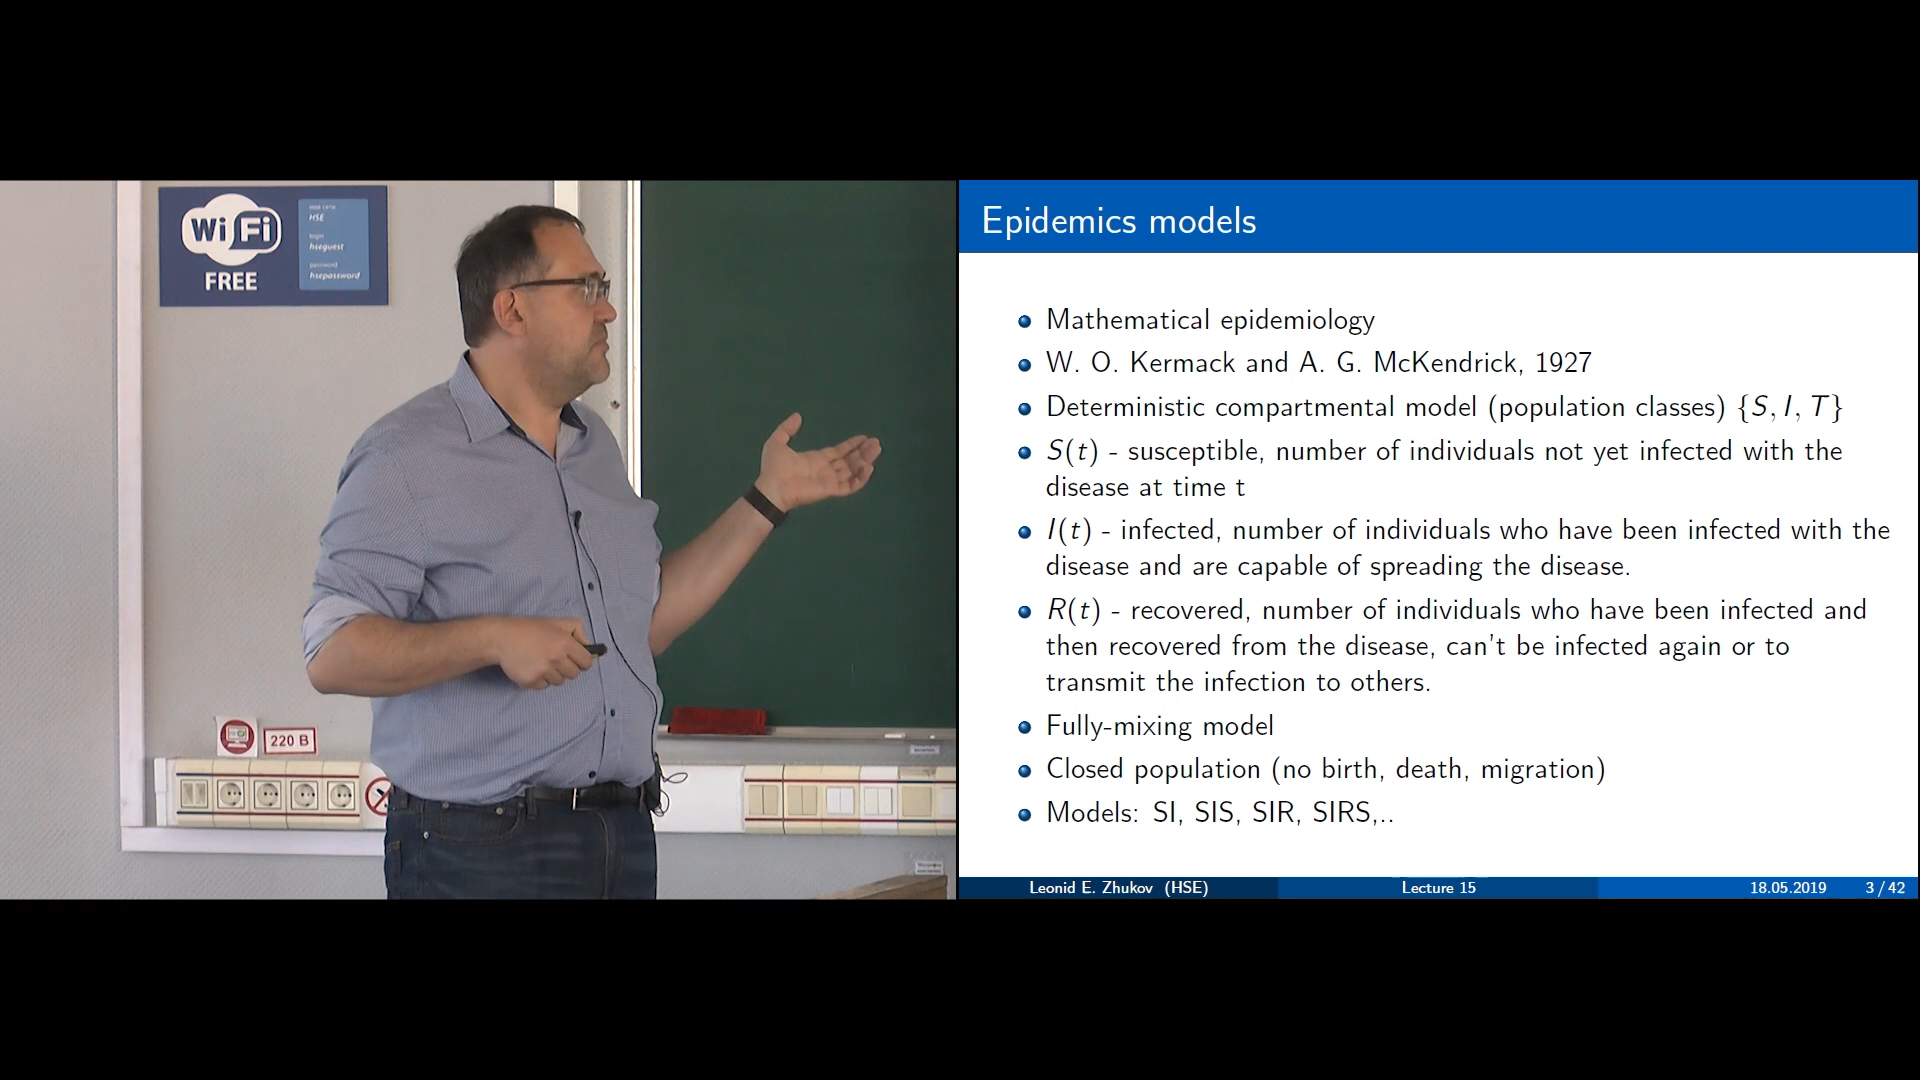 WiFi
FREE
HSE
login
hseguest
password
hsepassword
220 В
Epidemics models
Mathematical epidemiology
W. O. Kermack and A. G. McKendrick, 1927
Deterministic compartmental model (population classes) {S, I, T}
S(t) - susceptible, number of individuals not yet infected with the
disease at time t
I(t) - infected, number of individuals who have been infected with the
disease and are capable of spreading the disease.
R(t) - recovered, number of individuals who have been infected and
then recovered from the disease, can't be infected again or to
transmit the infection to others.
Fully-mixing model
Closed population (no birth, death, migration)
Models: SI, SIS, SIR, SIRS,..
Leonid E. Zhukov (HSE)
Lecture 15
18.05.2019
3 / 42